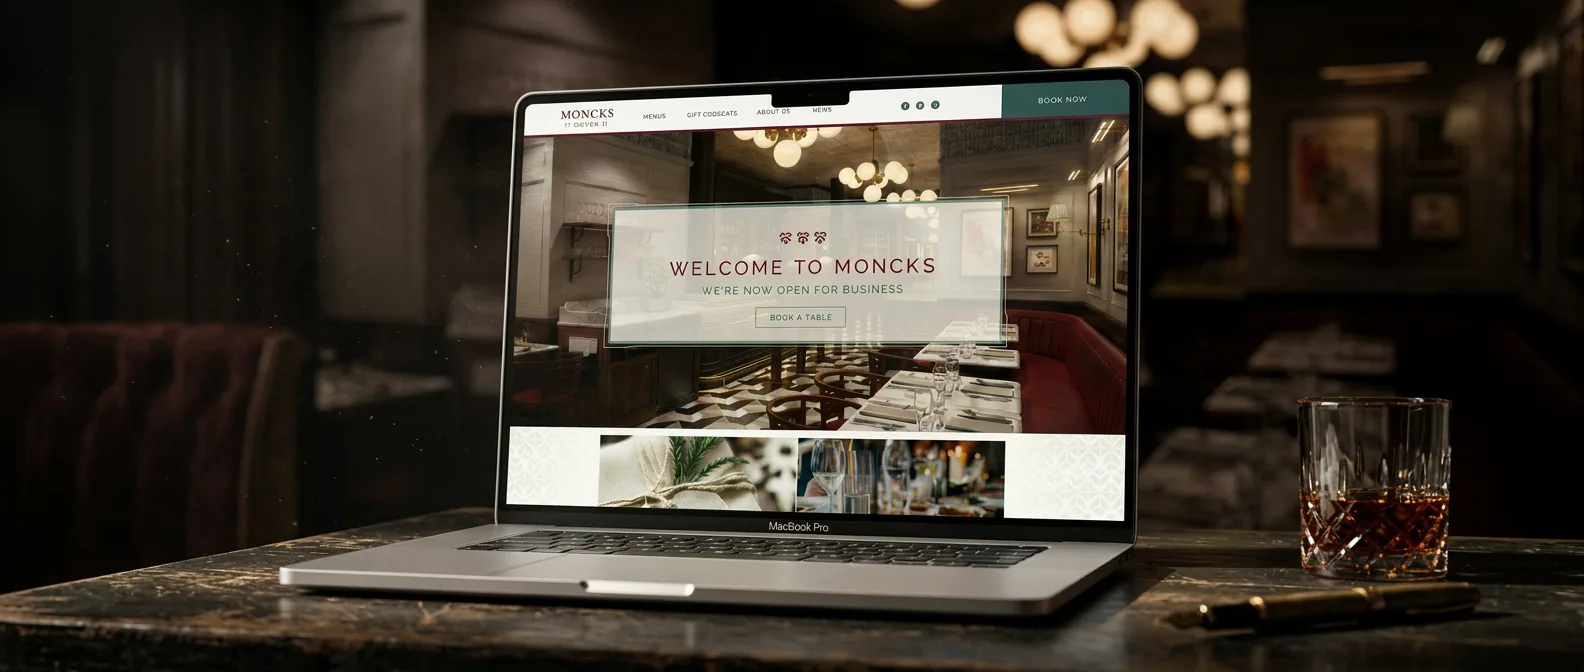 MONCKS
MENUS
GIFT COOSCATS
ABOUT US
NEWS
BOOK NOW
WELCOME TO MONCKS
WE'RE NOW OPEN FOR BUSINESS
BOOK A TABLE
MacBook Pro